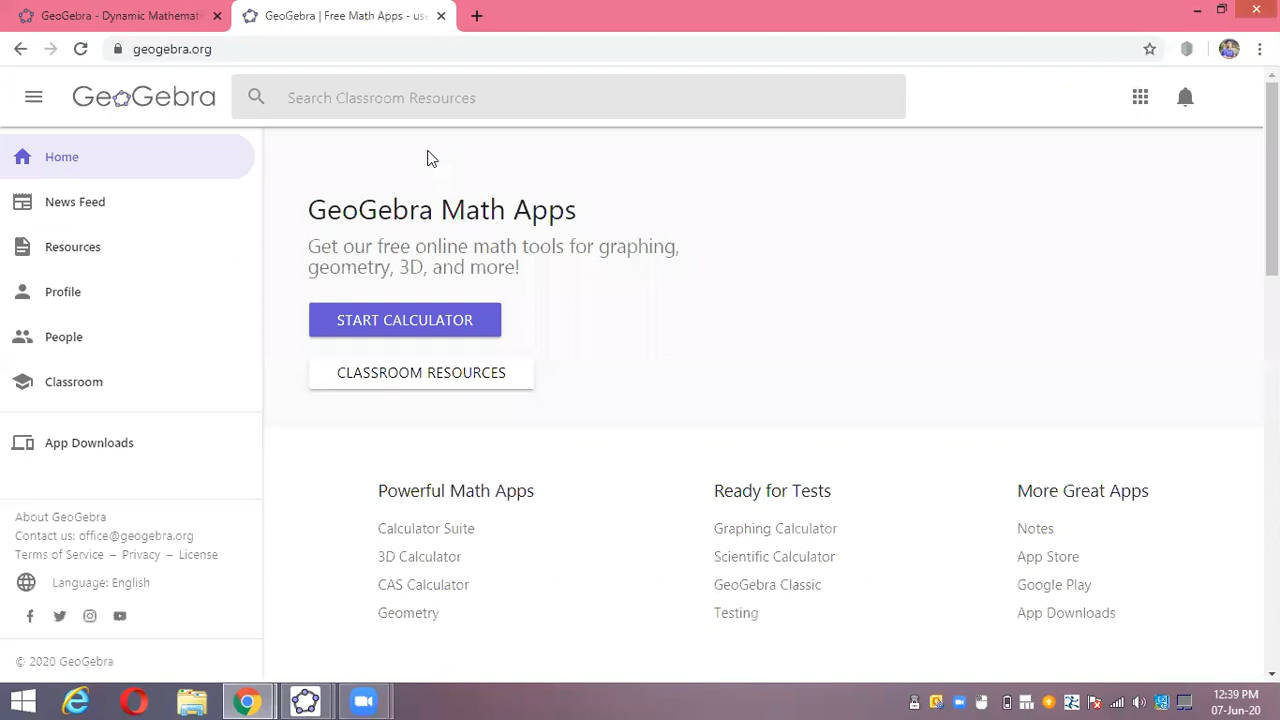 GeoGebra - Dynamic Mathemat
GeoGebra | Free Math Apps - use
geogebra.org
GeoGebra
Search Classroom Resources
Home
News Feed
Resources
Profile
People
Classroom
App Downloads
About GeoGebra
Contact us: office@geogebra.org
Terms of Service – Privacy – License
Language: English
© 2020 GeoGebra
GeoGebra Math Apps
Get our free online math tools for graphing,
geometry, 3D, and more!
START CALCULATOR
CLASSROOM RESOURCES
Powerful Math Apps
Calculator Suite
3D Calculator
CAS Calculator
Geometry
Ready for Tests
Graphing Calculator
Scientific Calculator
GeoGebra Classic
Testing
More Great Apps
Notes
App Store
Google Play
App Downloads
12:39 PM
07-Jun-20